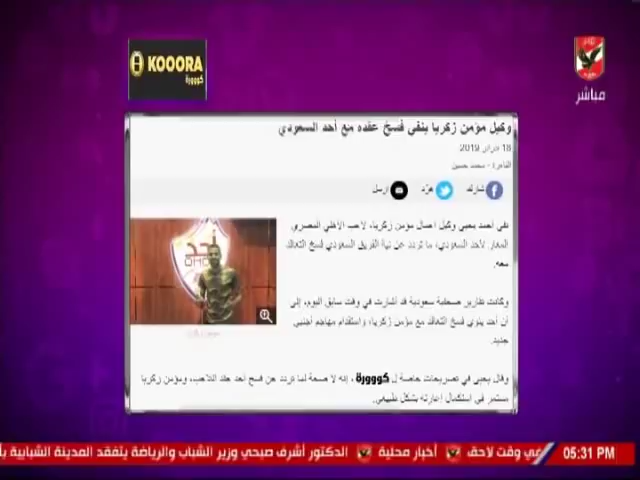 KOOORA
كووورة
مباشر
وكيل مؤمن زكريا ينفي فسخ عقده مع أحد السعودي
18 فبراير 2019
القاهرة - محمد حسين
شارك غرّد ارسل
نفى أحمد يحيى وكيل أعمال مؤمن زكريا، لاعب الأهلي المصري
المعار لأحد السعودي، ما تردد عن نية الفريق السعودي فسخ التعاقد
معه.
وكانت تقارير صحفية سعودية قد أشارت في وقت سابق اليوم، إلى
أن أحد ينوي فسخ التعاقد مع مؤمن زكريا، واستقدام مهاجم أجنبي
جديد.
وقال يحيى في تصريحات خاصة ل كووورة ، إنه لا صحة لما تردد عن فسخ أحد عقد اللاعب، ومؤمن زكريا
مستمر في استكمال إعارته بشكل طبيعي.
في وقت لاحق أخبار محلية الدكتور أشرف صبحي وزير الشباب والرياضة يتفقد المدينة الشبابية
05:31 PM